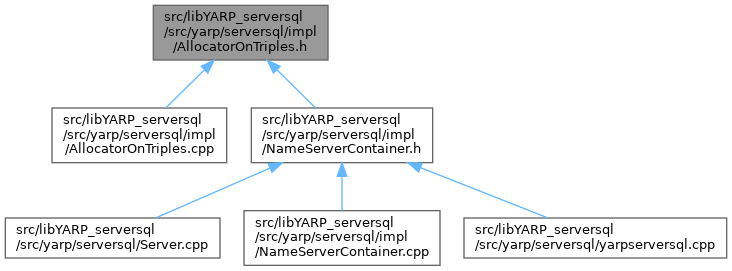 src/libYARP_serversql
/src/yarp/serversql/impl
/AllocatorOnTriples.h
src/libYARP_serversql
/src/yarp/serversql/impl
/AllocatorOnTriples.cpp
src/libYARP_serversql
/src/yarp/serversql/impl
/NameServerContainer.h
src/libYARP_serversql
/src/yarp/serversql/Server.cpp
src/libYARP_serversql
/src/yarp/serversql/impl
/NameServerContainer.cpp
src/libYARP_serversql
/src/yarp/serversql/yarpserversql.cpp